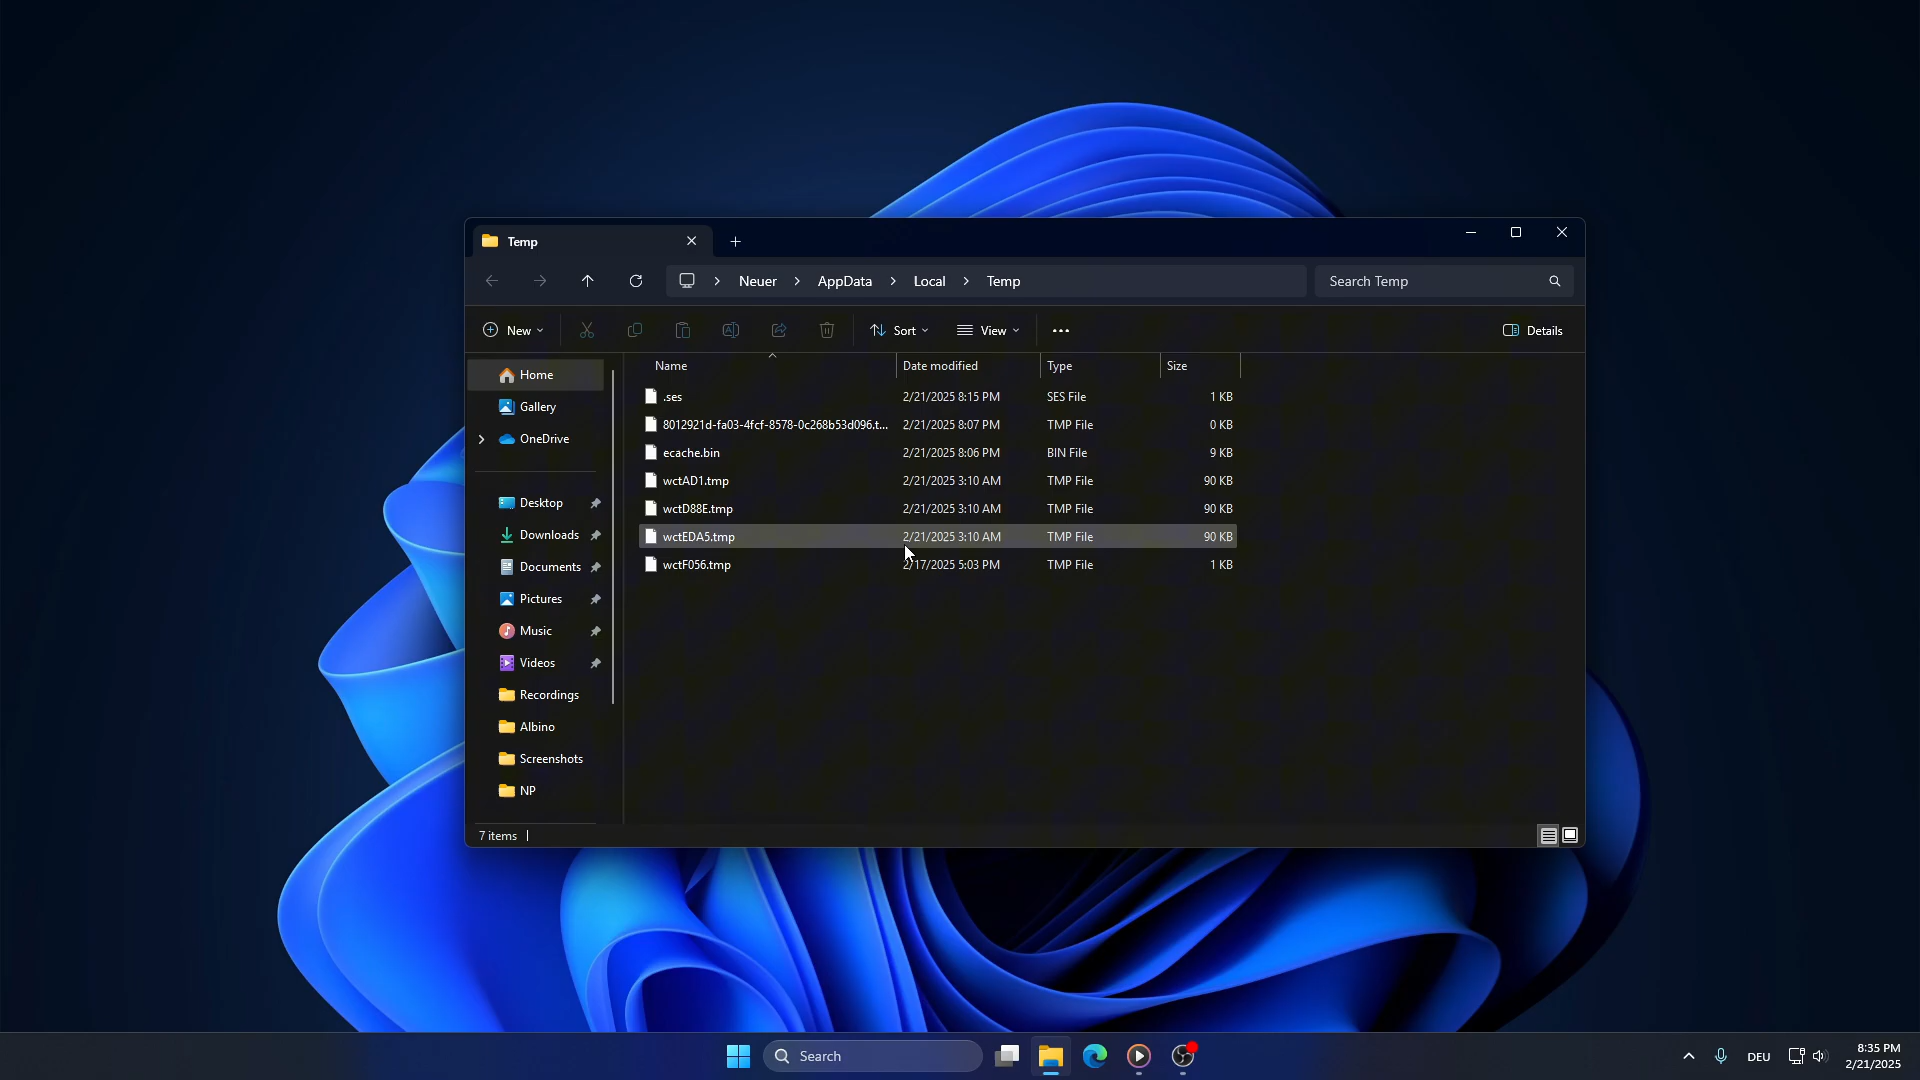 Temp
Neuer > AppData > Local > Temp
Search Temp
New
Sort
View
Details
Name Date modified Type Size
.ses 2/21/2025 8:15 PM SES File 1 KB
8012921d-fa03-4fcf-8578-0c268b53d096.t... 2/21/2025 8:07 PM TMP File 0 KB
ecache.bin 2/21/2025 8:06 PM BIN File 9 KB
wctAD1.tmp 2/21/2025 3:10 AM TMP File 90 KB
wctD88E.tmp 2/21/2025 3:10 AM TMP File 90 KB
wctEDA5.tmp 2/21/2025 3:10 AM TMP File 90 KB
wctF056.tmp 2/17/2025 5:03 PM TMP File 1 KB
Home
Gallery
OneDrive
Desktop
Downloads
Documents
Pictures
Music
Videos
Recordings
Albino
Screenshots
NP
7 items
Search
DEU
8:35 PM
2/21/2025